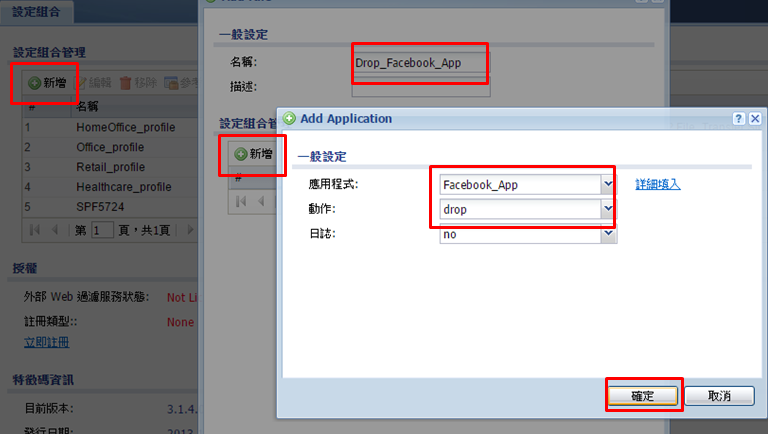 設定組合
設定組合管理
新增 編輯 移除
# 名稱
1 HomeOffice_profile
2 Office_profile
3 Retail_profile
4 Healthcare_profile
5 SPF5724
第 1 頁，共1頁
授權
外部 Web 過濾服務狀態: Not Li
註冊類型:: None
立即註冊
特徵碼資訊
目前版本: 3.1.4.
發行日期: 2013
一般設定
名稱: Drop_Facebook_App
描述:
設定組合管
新增
#
Add Application
一般設定
應用程式: Facebook_App 詳細填入
動作: drop
日誌: no
確定 取消